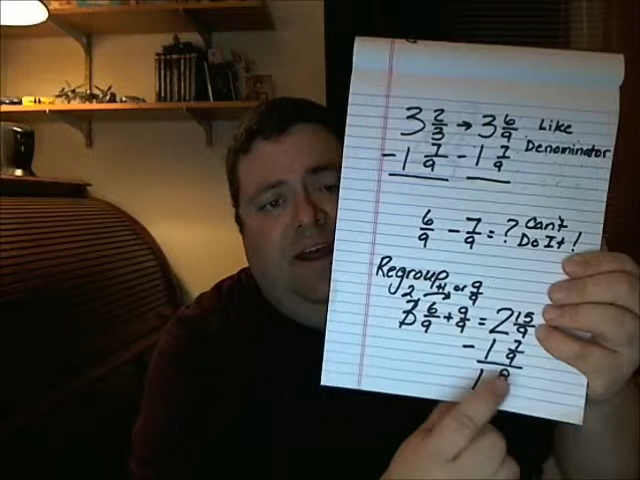 3 2/3 → 3 6/9 Like
- 1 7/9 - 1 7/9 Denominator
6/9 - 7/9 = ? Can't
Do It!
Regroup
2 +1 or 9/9
3 6/9 + 9/9 = 2 15/9
- 1 7/9
1 8